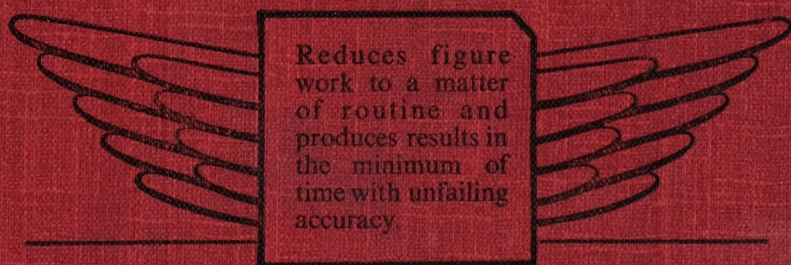 Reduces figure
work to a matter
of routine and
produces results in
the minimum of
time with unfailing
accuracy.